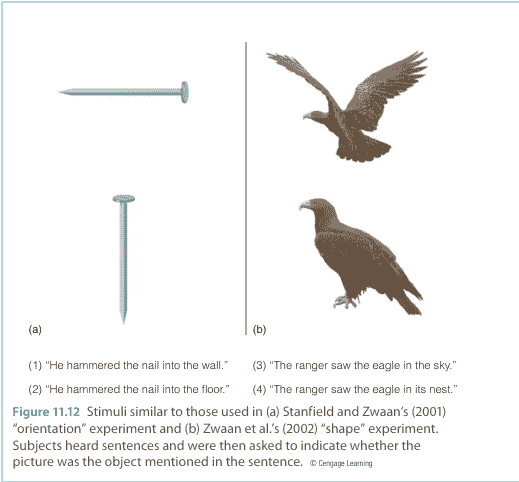 (a)
(b)
(1) “He hammered the nail into the wall.”
(3) “The ranger saw the eagle in the sky.”
(2) “He hammered the nail into the floor.”
(4) “The ranger saw the eagle in its nest.”
Figure 11.12 Stimuli similar to those used in (a) Stanfield and Zwaan’s (2001)
“orientation” experiment and (b) Zwaan et al.’s (2002) “shape” experiment.
Subjects heard sentences and were then asked to indicate whether the
picture was the object mentioned in the sentence. © Cengage Learning